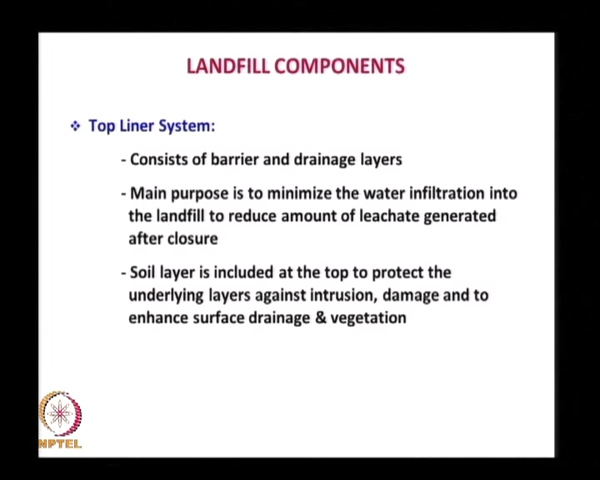 LANDFILL COMPONENTS
❖ Top Liner System:
- Consists of barrier and drainage layers
- Main purpose is to minimize the water infiltration into
the landfill to reduce amount of leachate generated
after closure
- Soil layer is included at the top to protect the
underlying layers against intrusion, damage and to
enhance surface drainage & vegetation
NPTEL